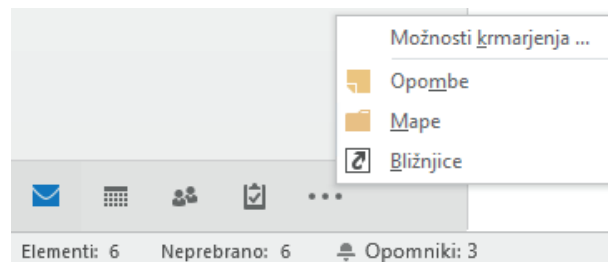 Možnosti krmarjenja ...
Opombe
Mape
Bližnjice
Elementi: 6 Neprebrano: 6 Opomniki: 3